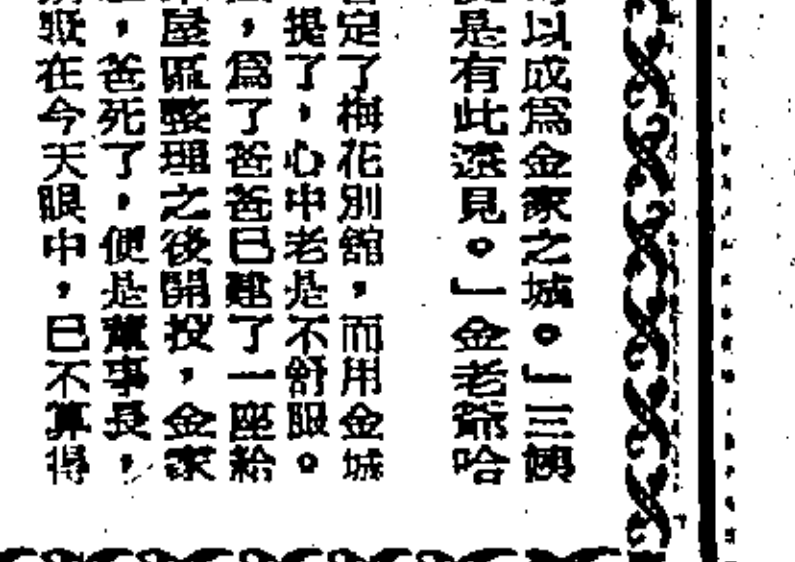 以成爲金家之城。」三姨
是有此遠見。」金老爺哈
定了梅花別館，而用金城
提了，心中老是不舒服。
，爲了爸爸已建了一座給
屋區整理之後開投，金家
，爸死了，便是董事長，
在今天眼中，已不算得